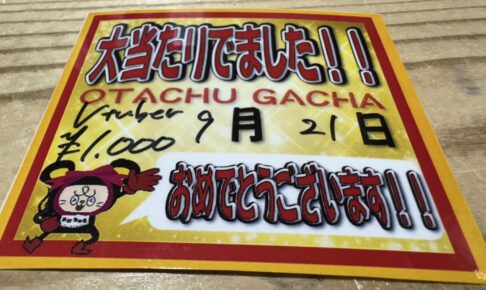 大当たりでました！！
OTACHU GACHA
Vtuber 9月21日
¥1,000
おめでとうございます！！